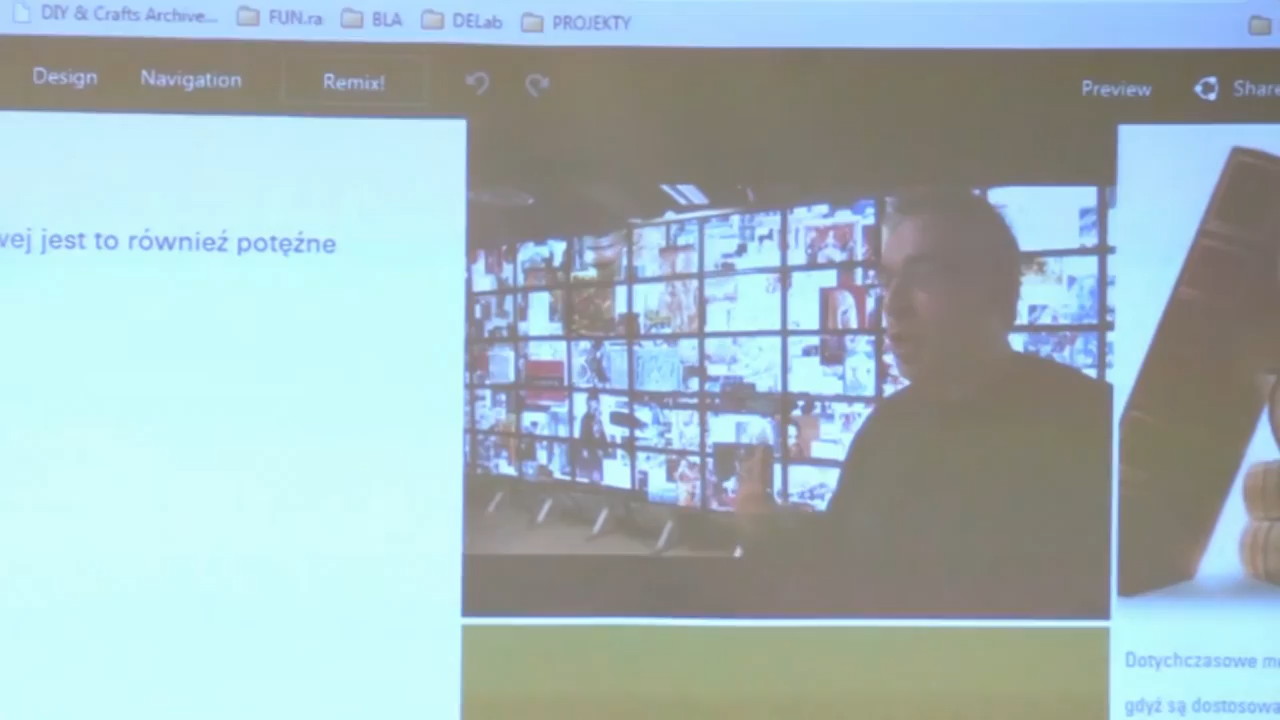 DIY & Crafts Archive... FUN.ra BLA DELab PROJEKTY
Design Navigation Remix! Preview Share
wej jest to również potężne
Dotychczasowe
gdyż są dostosowa